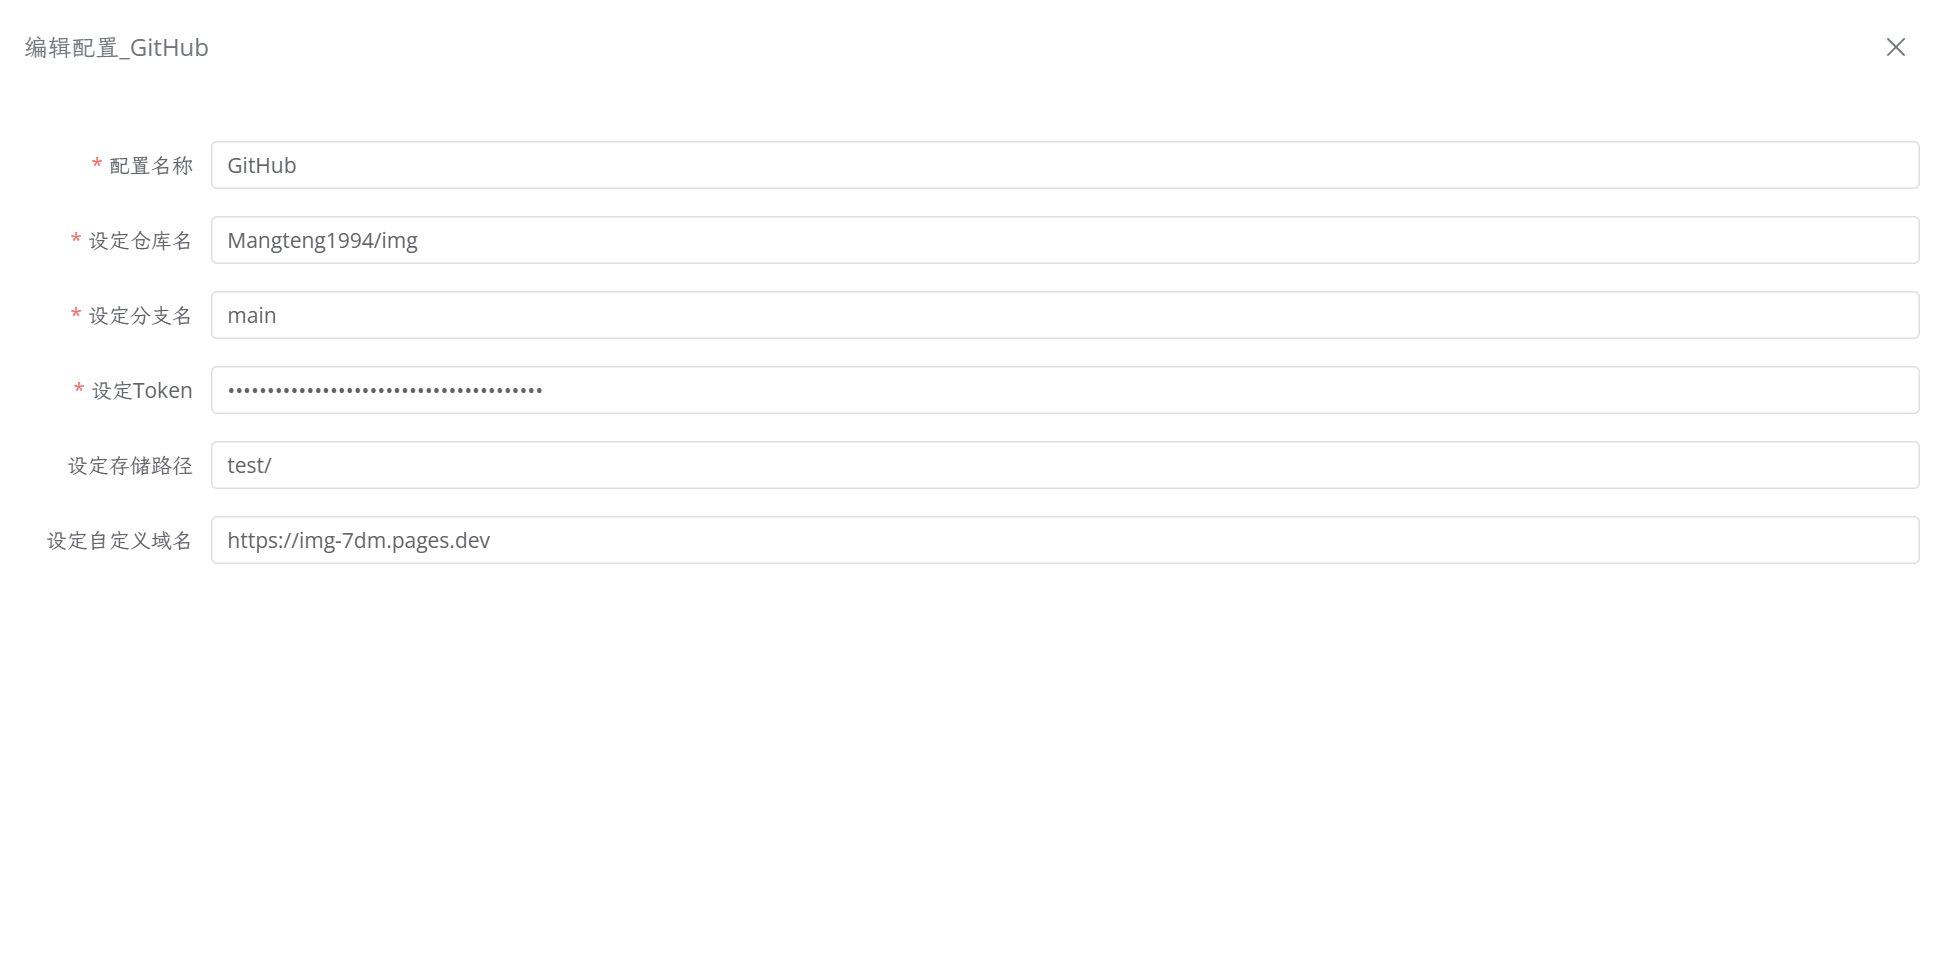 编辑配置_GitHub
* 配置名称 GitHub
* 设定仓库名 Mangteng1994/img
* 设定分支名 main
* 设定Token ••••••••••••••••••••••••••••••••••••••••
设定存储路径 test/
设定自定义域名 https://img-7dm.pages.dev